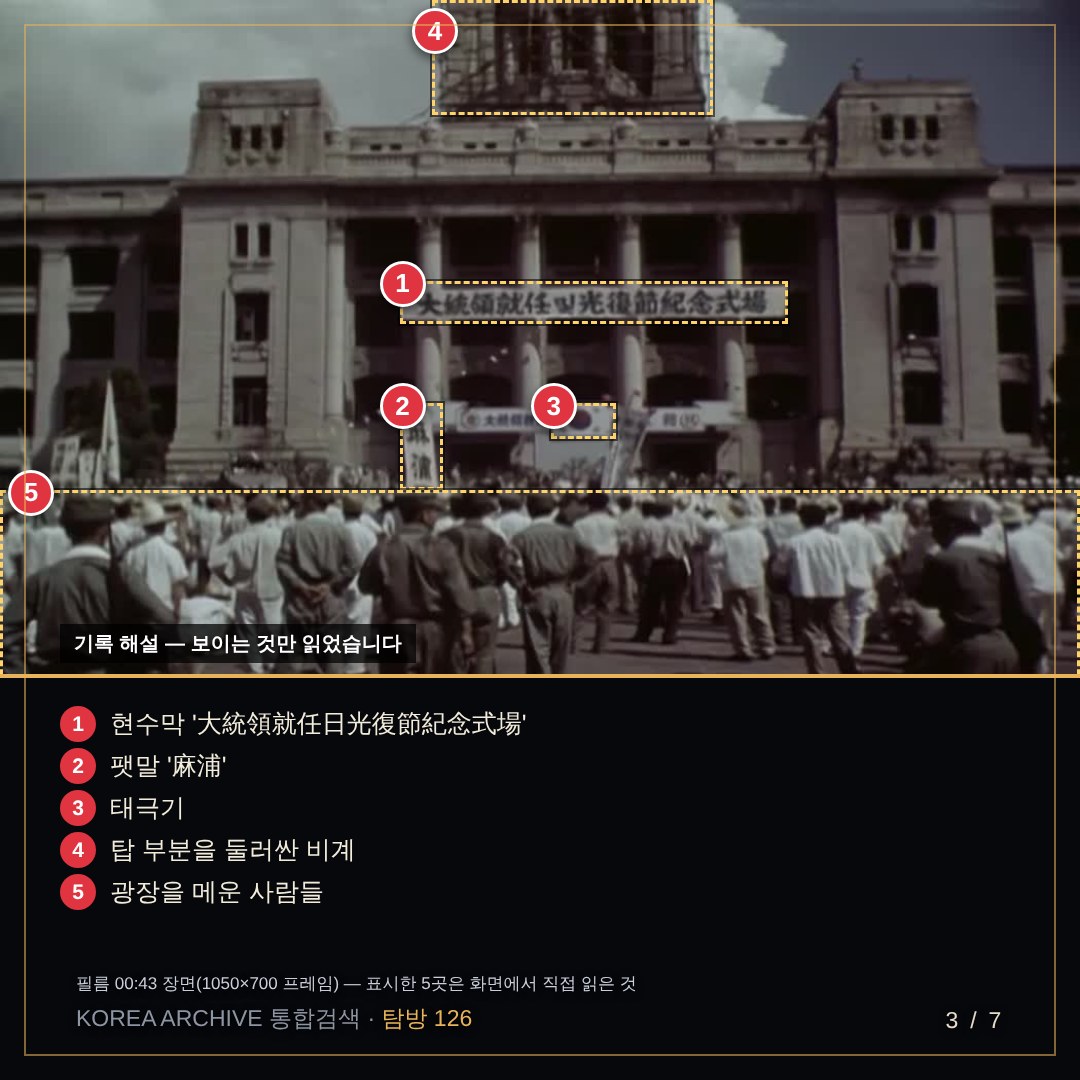 4
1
大統領就任및光復節紀念式場
2
麻
浦
3
大統領
5
기록 해설 — 보이는 것만 읽었습니다
1 현수막 '大統領就任日光復節紀念式場'
2 팻말 '麻浦'
3 태극기
4 탑 부분을 둘러싼 비계
5 광장을 메운 사람들
필름 00:43 장면(1050×700 프레임) — 표시한 5곳은 화면에서 직접 읽은 것
KOREA ARCHIVE 통합검색 · 탐방 126
3 / 7